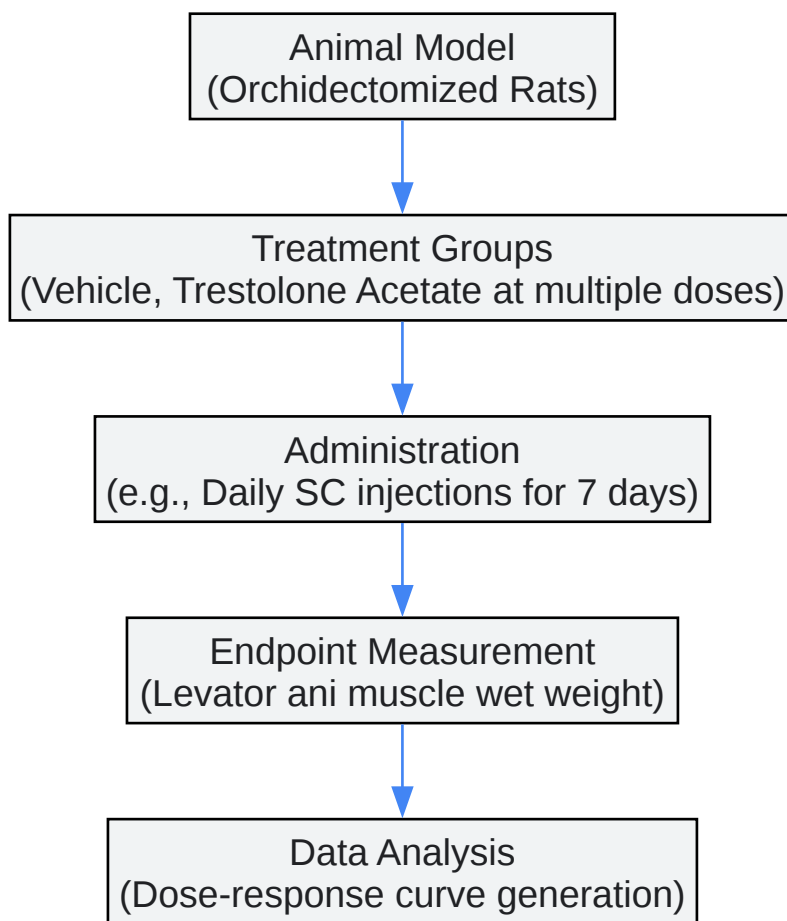 Animal Model
(Orchidectomized Rats)
Treatment Groups
(Vehicle, Trestolone Acetate at multiple doses)
Administration
(e.g., Daily SC injections for 7 days)
Endpoint Measurement
(Levator ani muscle wet weight)
Data Analysis
(Dose-response curve generation)